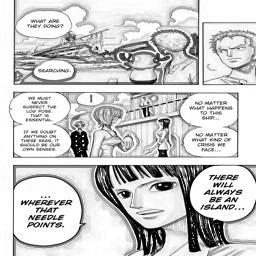 WHAT ARE
THEY DOING?
SEARCHING.
NO MATTER
WHAT HAPPENS
TO THIS
SHIP...
NO MATTER
WHAT KIND OF
CRISIS WE
FACE...
!
WE MUST
NEVER
SUSPECT THE
LOG POSE.
THAT IS
ESSENTIAL.
IF WE DOUBT
ANYTHING ON
THESE SEAS, IT
SHOULD BE OUR
OWN SENSES.
THERE
WILL
ALWAYS
BE AN
ISLAND...
...
WHEREVER
THAT
NEEDLE
POINTS.